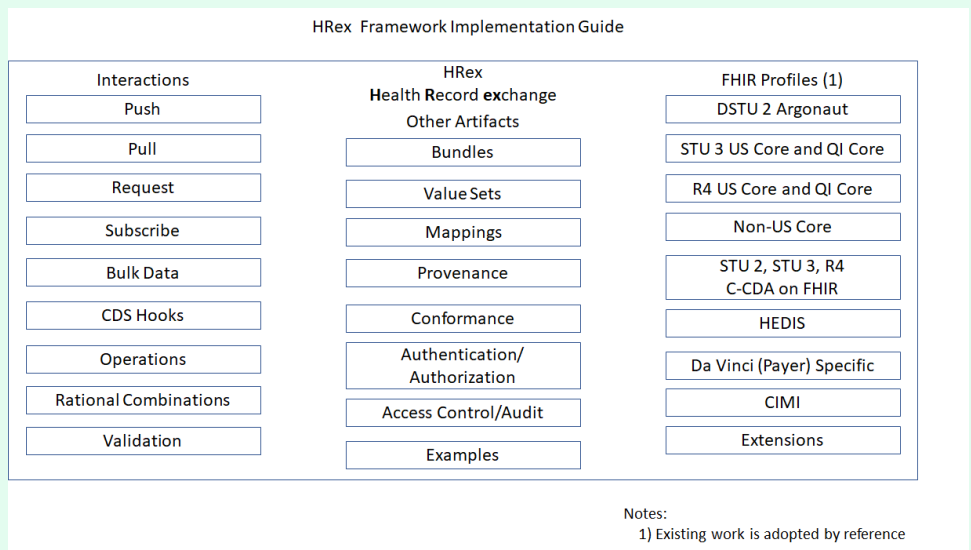 HRex Framework Implementation Guide
Interactions
Push
Pull
Request
Subscribe
Bulk Data
CDS Hooks
Operations
Rational Combinations
Validation
HRex
Health Record exchange
Other Artifacts
Bundles
Value Sets
Mappings
Provenance
Conformance
Authentication/
Authorization
Access Control/Audit
Examples
FHIR Profiles (1)
DSTU 2 Argonaut
STU 3 US Core and QI Core
R4 US Core and QI Core
Non-US Core
STU 2, STU 3, R4
C-CDA on FHIR
HEDIS
Da Vinci (Payer) Specific
CIMI
Extensions
Notes:
1) Existing work is adopted by reference